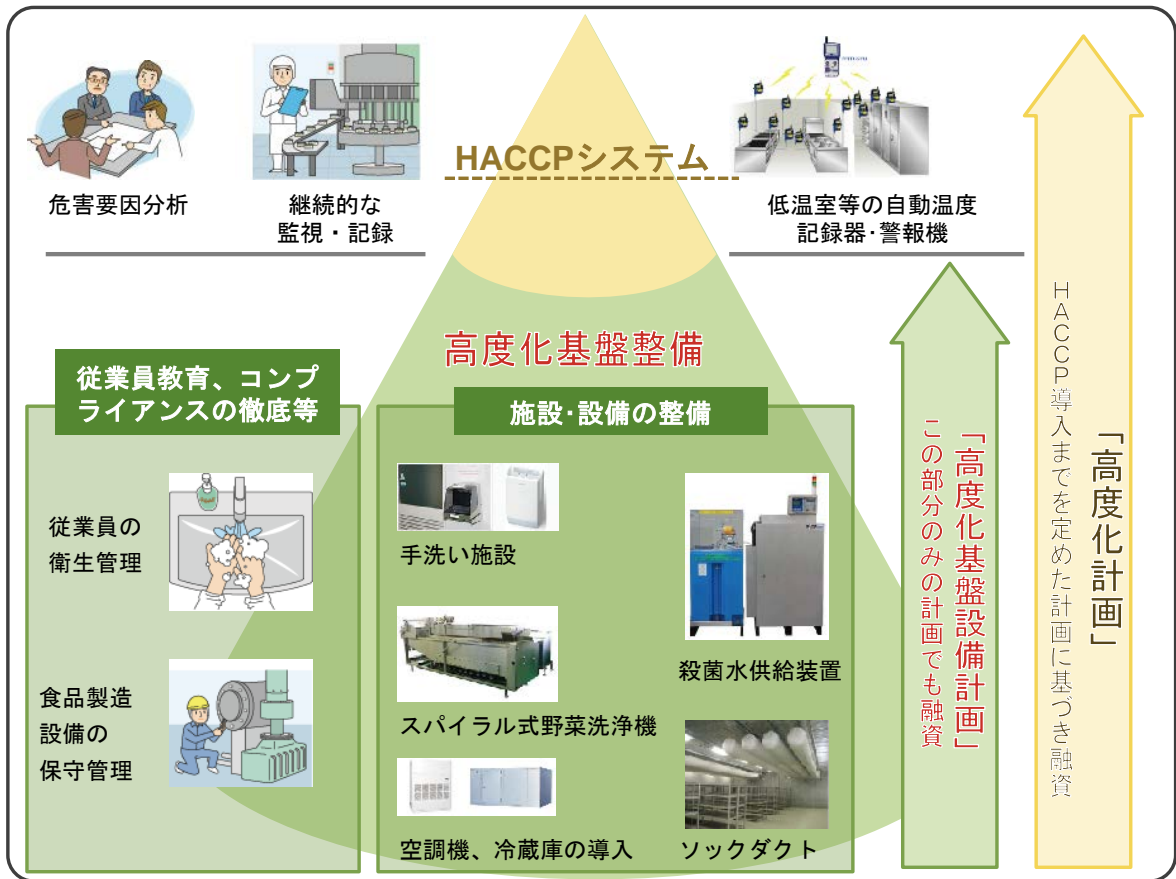 HACCPシステム
危害要因分析
継続的な
監視・記録
低温室等の自動温度
記録器･警報機
高度化基盤整備
従業員教育、コンプ
ライアンスの徹底等
従業員の
衛生管理
食品製造
設備の
保守管理
施設･設備の整備
手洗い施設
スパイラル式野菜洗浄機
空調機、冷蔵庫の導入
殺菌水供給装置
ソックダクト
「高度化基盤設備計画」
この部分のみの計画でも融資
「高度化計画」
HACCP導入までを定めた計画に基づき融資